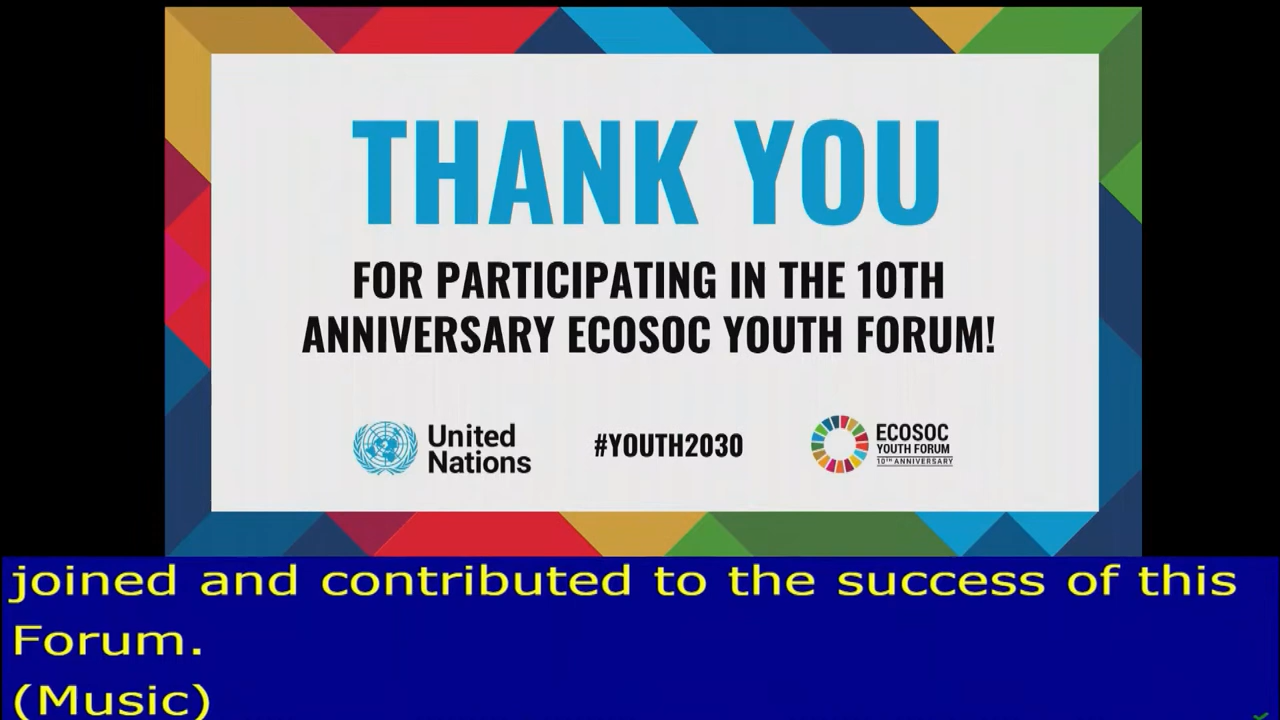 THANK YOU
FOR PARTICIPATING IN THE 10TH
ANNIVERSARY ECOSOC YOUTH FORUM!
United
Nations
#YOUTH2030
ECOSOC
YOUTH FORUM
10TH ANNIVERSARY
joined and contributed to the success of this
Forum.
(Music)